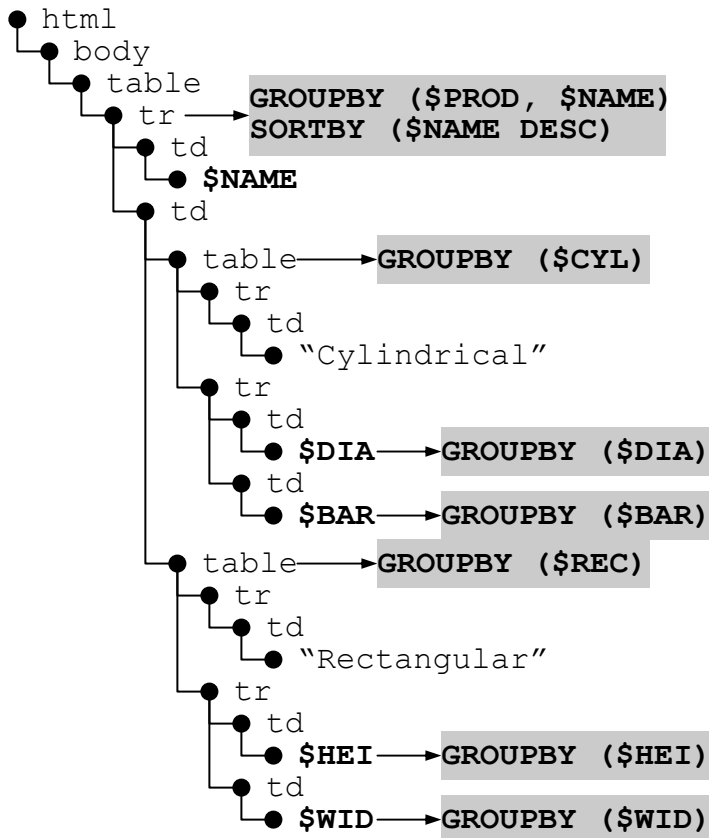 html
body
table
GROUPBY ($PROD, $NAME)
tr
SORTBY ($NAME DESC)
td
$NAME
td
table GROUPBY ($CYL)
tr
td
“Cylindrical”
tr
td
$DIA GROUPBY ($DIA)
td
$BAR GROUPBY ($BAR)
table GROUPBY ($REC)
tr
td
“Rectangular”
tr
td
$HEI GROUPBY ($HEI)
td
$WID GROUPBY ($WID)